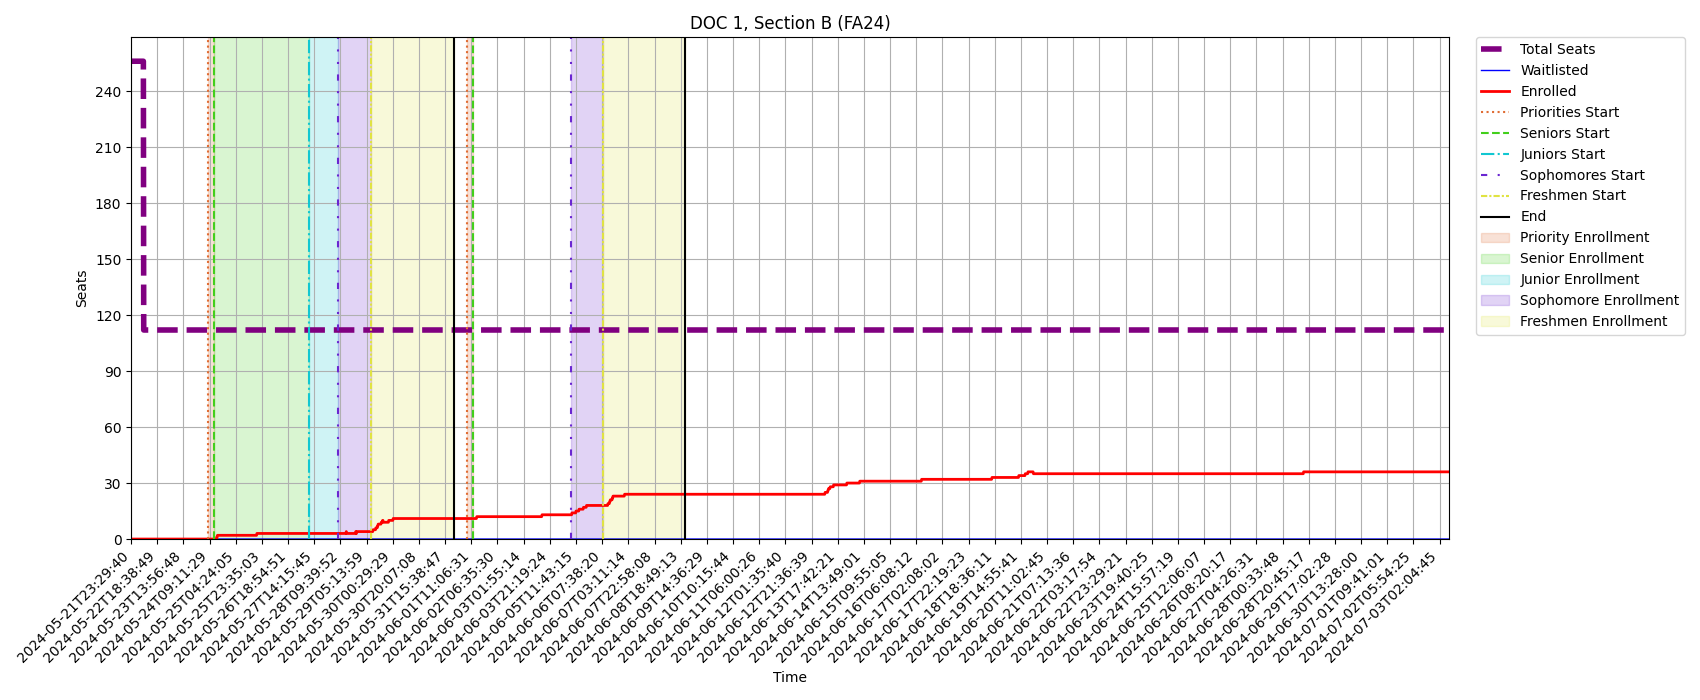 DOC 1, Section B (FA24)
Seats
240
210
180
150
120
90
60
30
0
2024-05-21T23:29:40
2024-05-22T18:38:49
2024-05-23T13:56:48
2024-05-24T09:11:29
2024-05-25T04:24:05
2024-05-25T23:35:03
2024-05-26T18:54:51
2024-05-27T14:15:45
2024-05-28T09:39:52
2024-05-29T05:13:59
2024-05-30T00:29:29
2024-05-30T20:07:08
2024-05-31T15:38:47
2024-06-01T11:06:31
2024-06-02T06:35:30
2024-06-03T01:55:14
2024-06-03T21:19:24
2024-06-05T11:43:15
2024-06-06T07:38:20
2024-06-07T03:11:14
2024-06-07T22:58:08
2024-06-08T18:49:13
2024-06-09T14:36:29
2024-06-10T10:15:44
2024-06-11T06:00:26
2024-06-12T01:35:40
2024-06-12T21:36:39
2024-06-13T17:42:21
2024-06-14T13:49:01
2024-06-15T09:55:05
2024-06-16T06:08:12
2024-06-17T02:08:02
2024-06-17T22:19:23
2024-06-18T18:36:11
2024-06-19T14:55:41
2024-06-20T11:02:45
2024-06-21T07:13:36
2024-06-22T03:17:54
2024-06-22T23:29:21
2024-06-23T19:40:25
2024-06-24T15:57:19
2024-06-25T12:06:07
2024-06-26T08:20:17
2024-06-27T04:26:31
2024-06-28T00:33:48
2024-06-28T20:45:17
2024-06-29T17:02:28
2024-06-30T13:28:00
2024-07-01T09:41:01
2024-07-02T05:54:25
2024-07-03T02:04:45
Time
Total Seats
Waitlisted
Enrolled
Priorities Start
Seniors Start
Juniors Start
Sophomores Start
Freshmen Start
End
Priority Enrollment
Senior Enrollment
Junior Enrollment
Sophomore Enrollment
Freshmen Enrollment